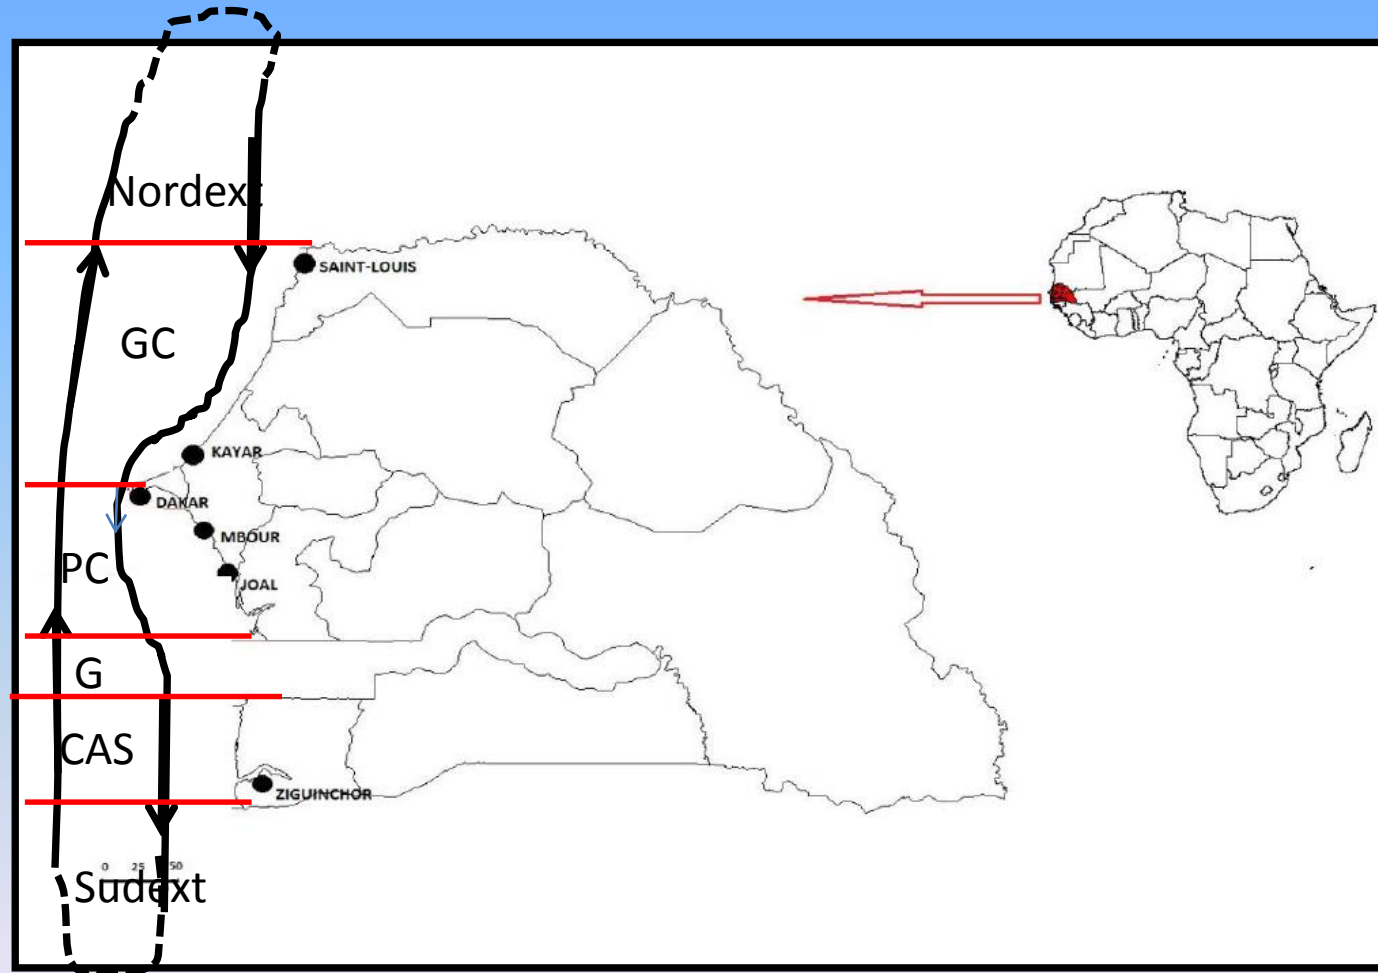 Nordext
SAINT-LOUIS
GC
KAYAR
DAKAR
MBOUR
PC
JOAL
G
CAS
ZIGUINCHOR
0 25 50
Sudext